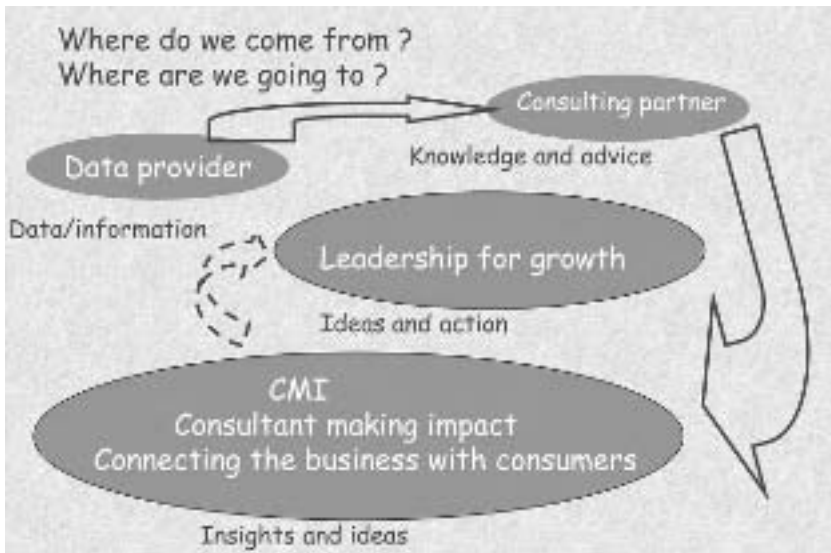 Where do we come from ?
Where are we going to ?
Consulting partner
Knowledge and advice
Data provider
Data/information
Leadership for growth
Ideas and action
CMI
Consultant making impact
Connecting the business with consumers
Insights and ideas